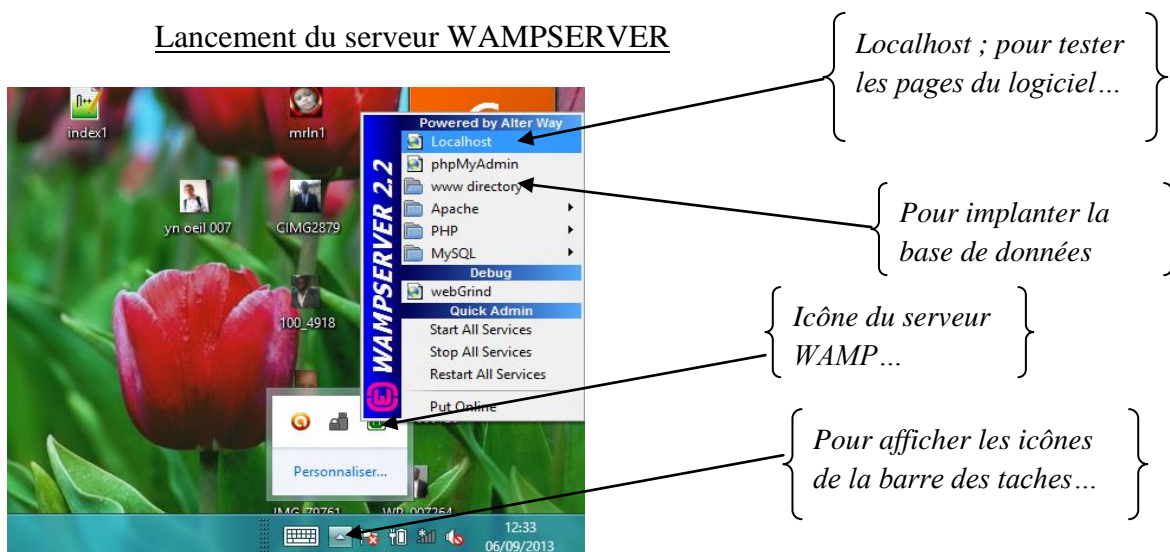 Lancement du serveur WAMPSERVER
Localhost ; pour tester
les pages du logiciel…
index1
mrln1
Powered by Alter Way
Localhost
phpMyAdmin
www directory
Apache
PHP
MySQL
Debug
webGrind
Quick Admin
Start All Services
Stop All Services
Restart All Services
Put Online
WAMPSERVER 2.2
yn oeil 007
CIMG2879
100_4918
Pour implanter la
base de données
Icône du serveur
WAMP…
Personnaliser...
Pour afficher les icônes
de la barre des taches…
IMG_79761
WP_007264
12:33
06/09/2013